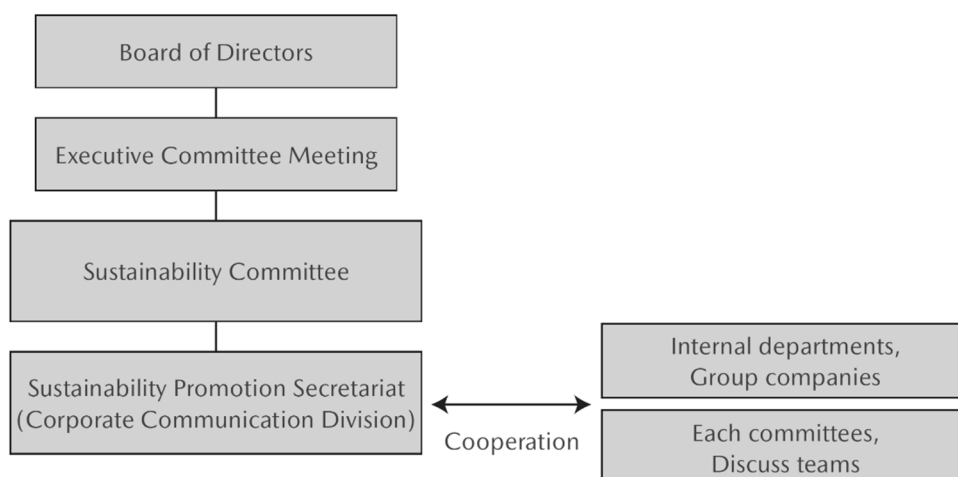 Board of Directors
Executive Committee Meeting
Sustainability Committee
Sustainability Promotion Secretariat
(Corporate Communication Division)
Cooperation
Internal departments,
Group companies
Each committees,
Discuss teams